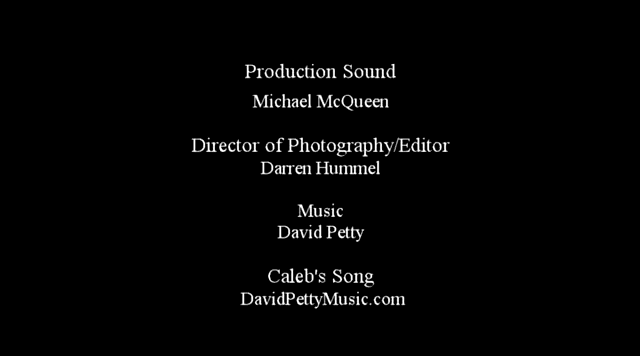 Production Sound
Michael McQueen
Director of Photography/Editor
Darren Hummel
Music
David Petty
Caleb's Song
DavidPettyMusic.com